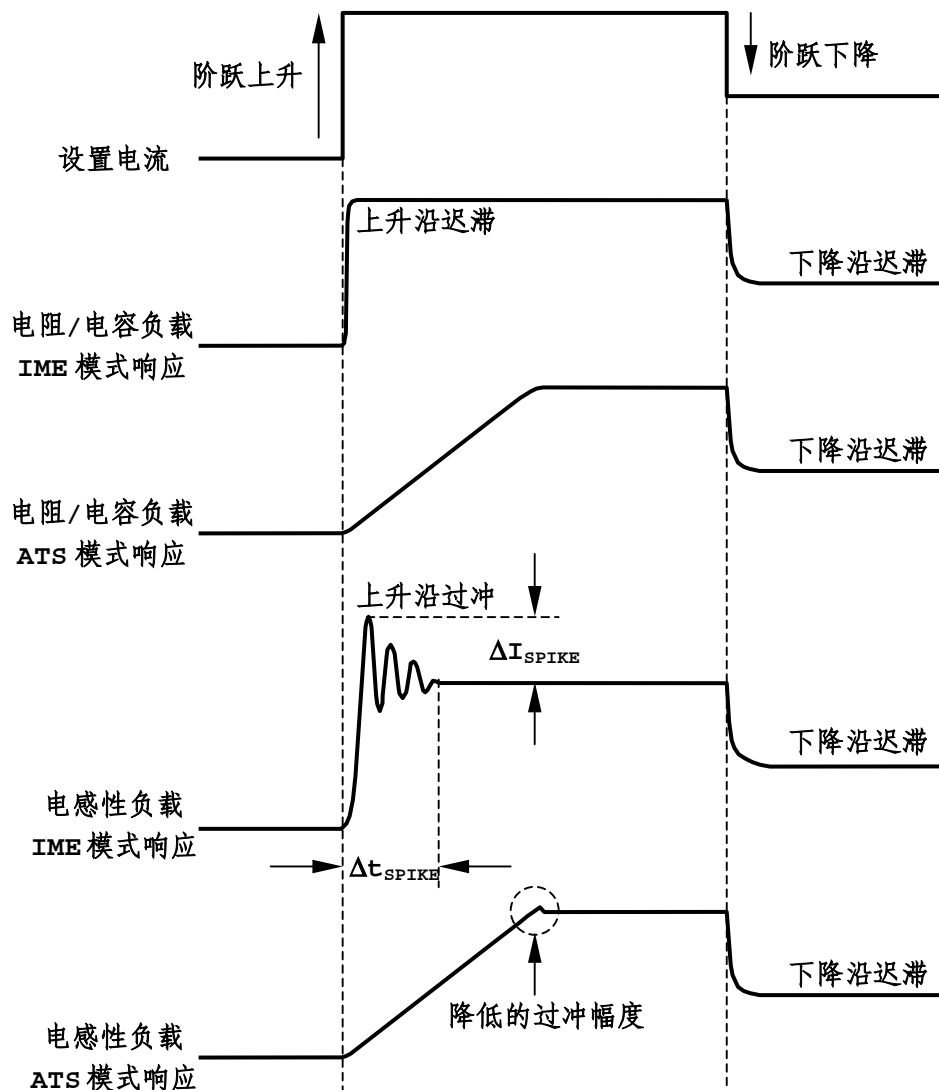 阶跃上升
阶跃下降
设置电流
上升沿迟滞
下降沿迟滞
电阻/电容负载
IME 模式响应
下降沿迟滞
电阻/电容负载
ATS 模式响应
上升沿过冲
ΔI_SPIKE
下降沿迟滞
电感性负载
IME 模式响应
Δt_SPIKE
下降沿迟滞
降低的过冲幅度
电感性负载
ATS 模式响应